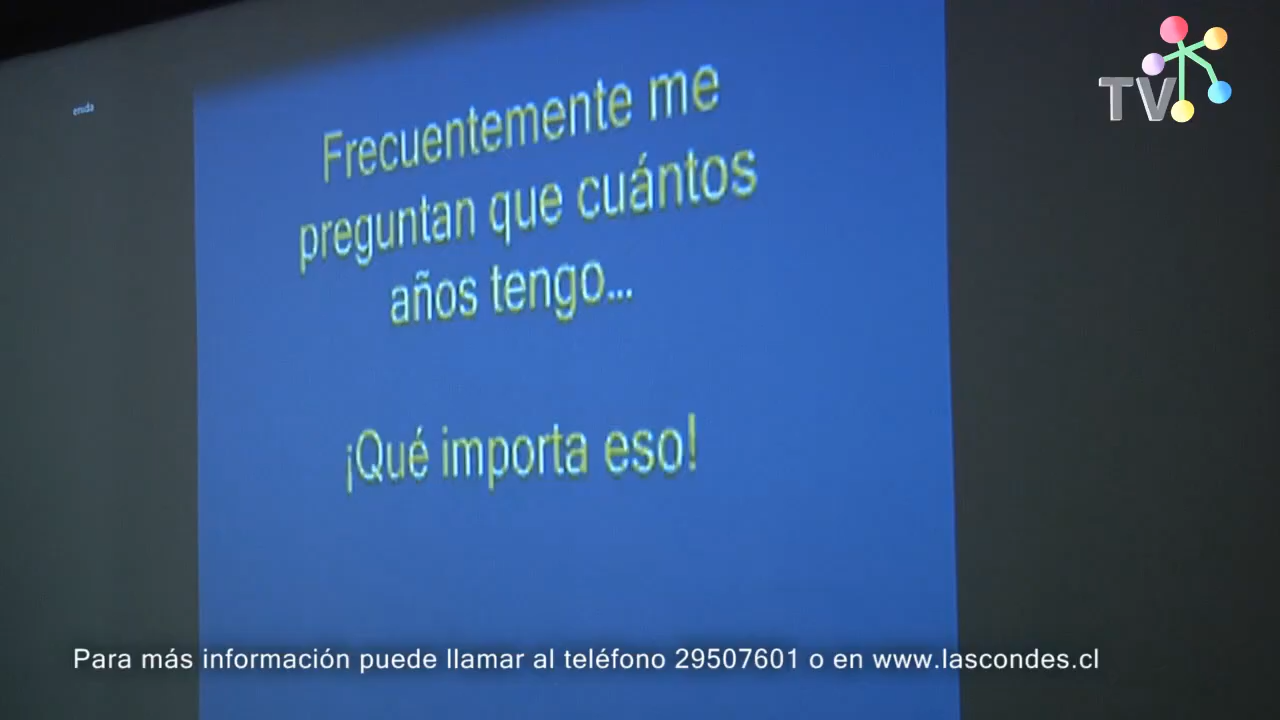 TV
Frecuentemente me
preguntan que cuántos
años tengo...
¡Qué importa eso!
Para más información puede llamar al teléfono 29507601 o en www.lascondes.cl